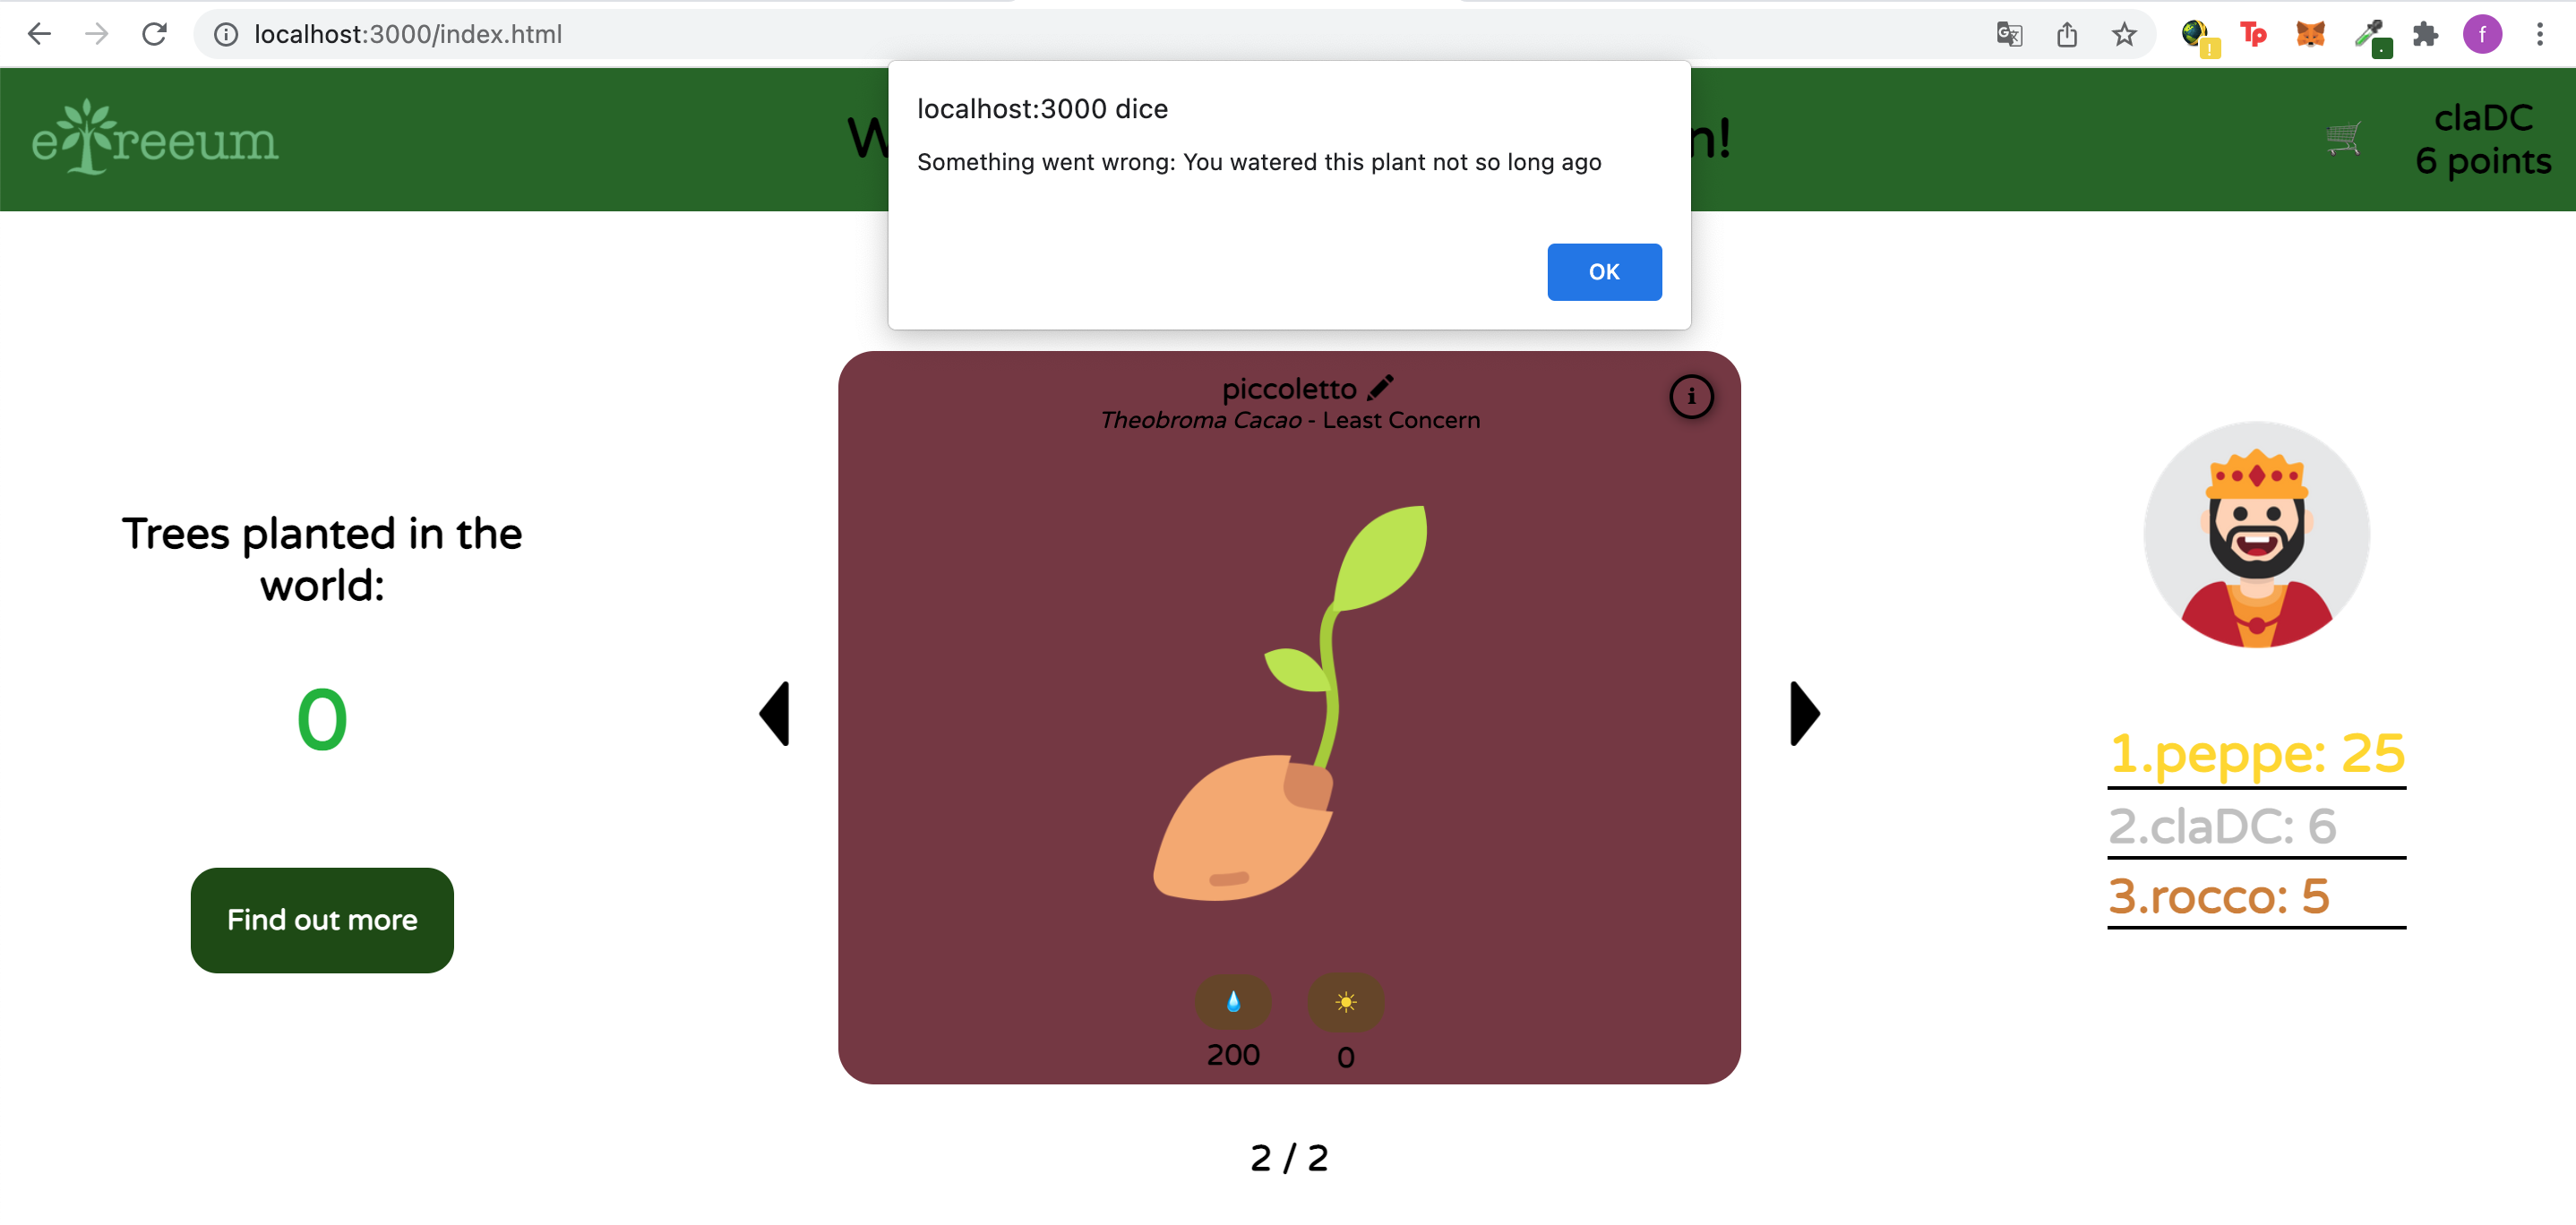 localhost:3000/index.html
Tp
f
localhost:3000 dice
Something went wrong: You watered this plant not so long ago
OK
etreeum
W
n!
claDC
6 points
piccoletto
Theobroma Cacao - Least Concern
i
Trees planted in the
world:
0
Find out more
1.peppe: 25
2.claDC: 6
3.rocco: 5
200
0
2 / 2